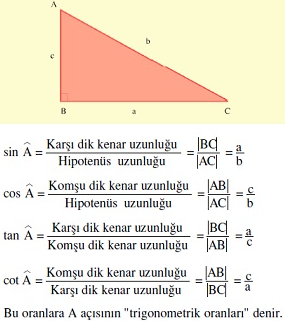 A
b
c
B
a
C
sin Â = Karşı dik kenar uzunluğu / Hipotenüs uzunluğu = |BC| / |AC| = a / b
cos Â = Komşu dik kenar uzunluğu / Hipotenüs uzunluğu = |AB| / |AC| = c / b
tan Â = Karşı dik kenar uzunluğu / Komşu dik kenar uzunluğu = |BC| / |AB| = a / c
cot Â = Komşu dik kenar uzunluğu / Karşı dik kenar uzunluğu = |AB| / |BC| = c / a
Bu oranlara A açısının "trigonometrik oranları" denir.